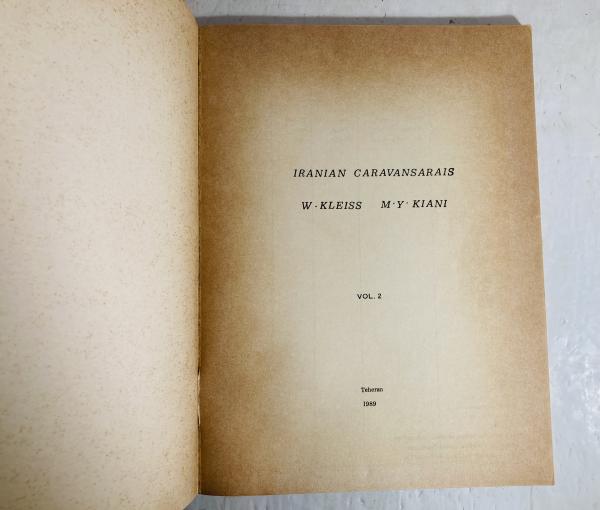 IRANIAN CARAVANSARAIS
W·KLEISS M·Y·KIANI
VOL. 2
Teheran
1989